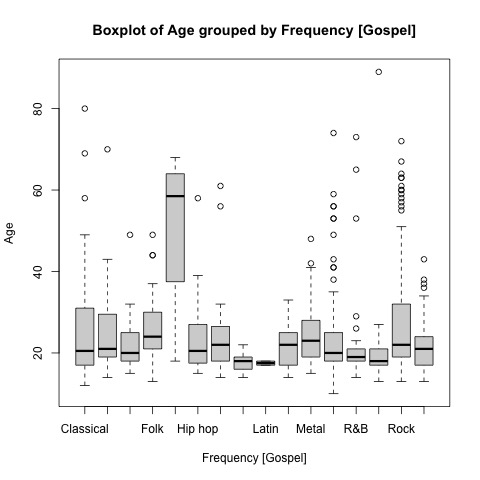 Boxplot of Age grouped by Frequency [Gospel]
Age
80
60
40
20
Classical Folk Hip hop Latin Metal R&B Rock
Frequency [Gospel]